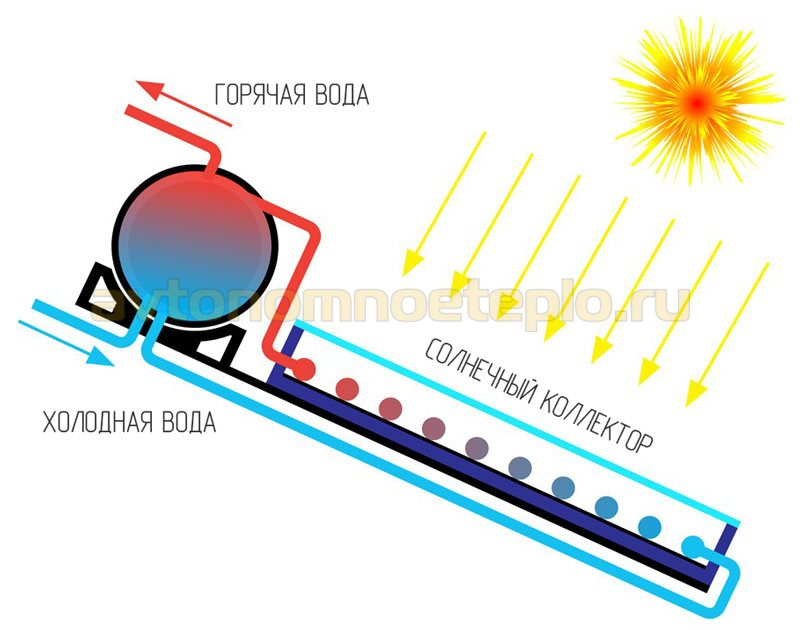 ГОРЯЧАЯ ВОДА
avtonomnoeteplo.ru
СОЛНЕЧНЫЙ КОЛЛЕКТОР
ХОЛОДНАЯ ВОДА